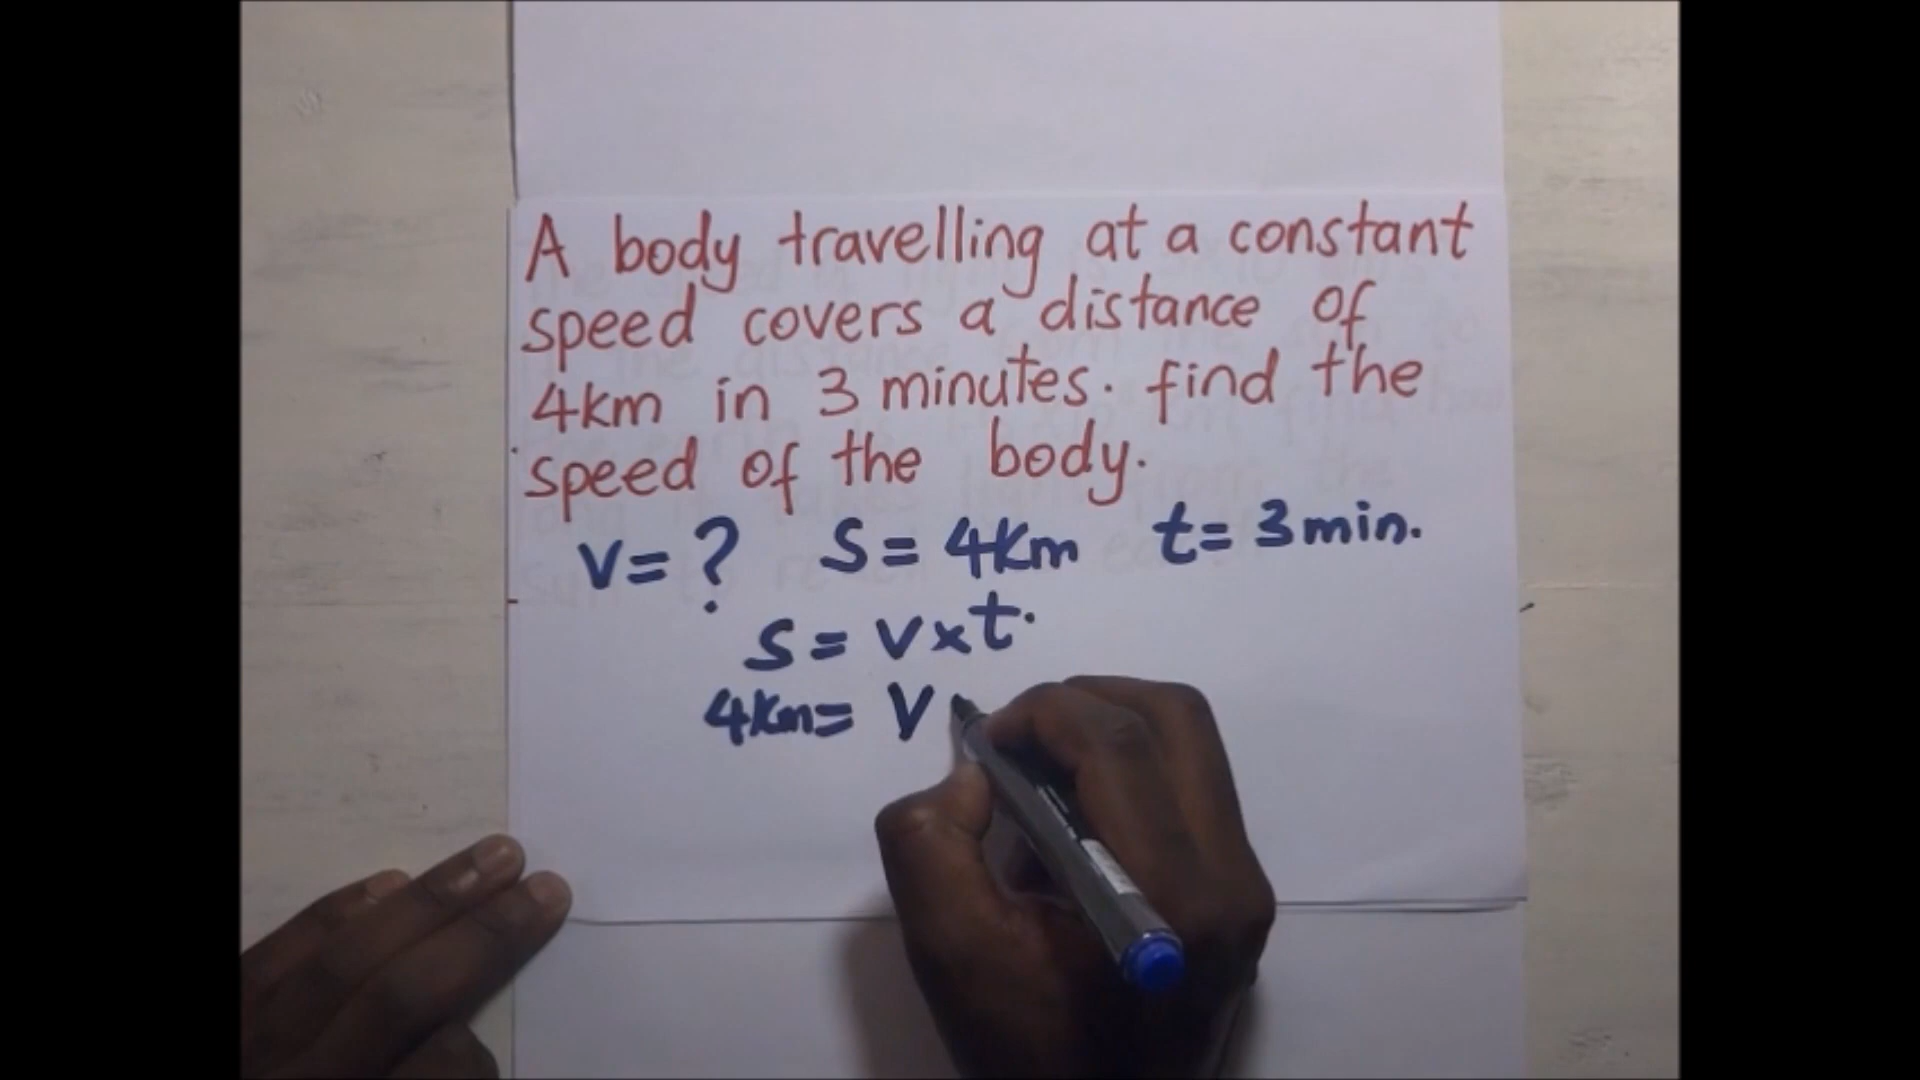 A body travelling at a constant
speed covers a distance of
4km in 3 minutes. find the
speed of the body.
V = ? S = 4Km t = 3min.
S = V x t.
4Km = V